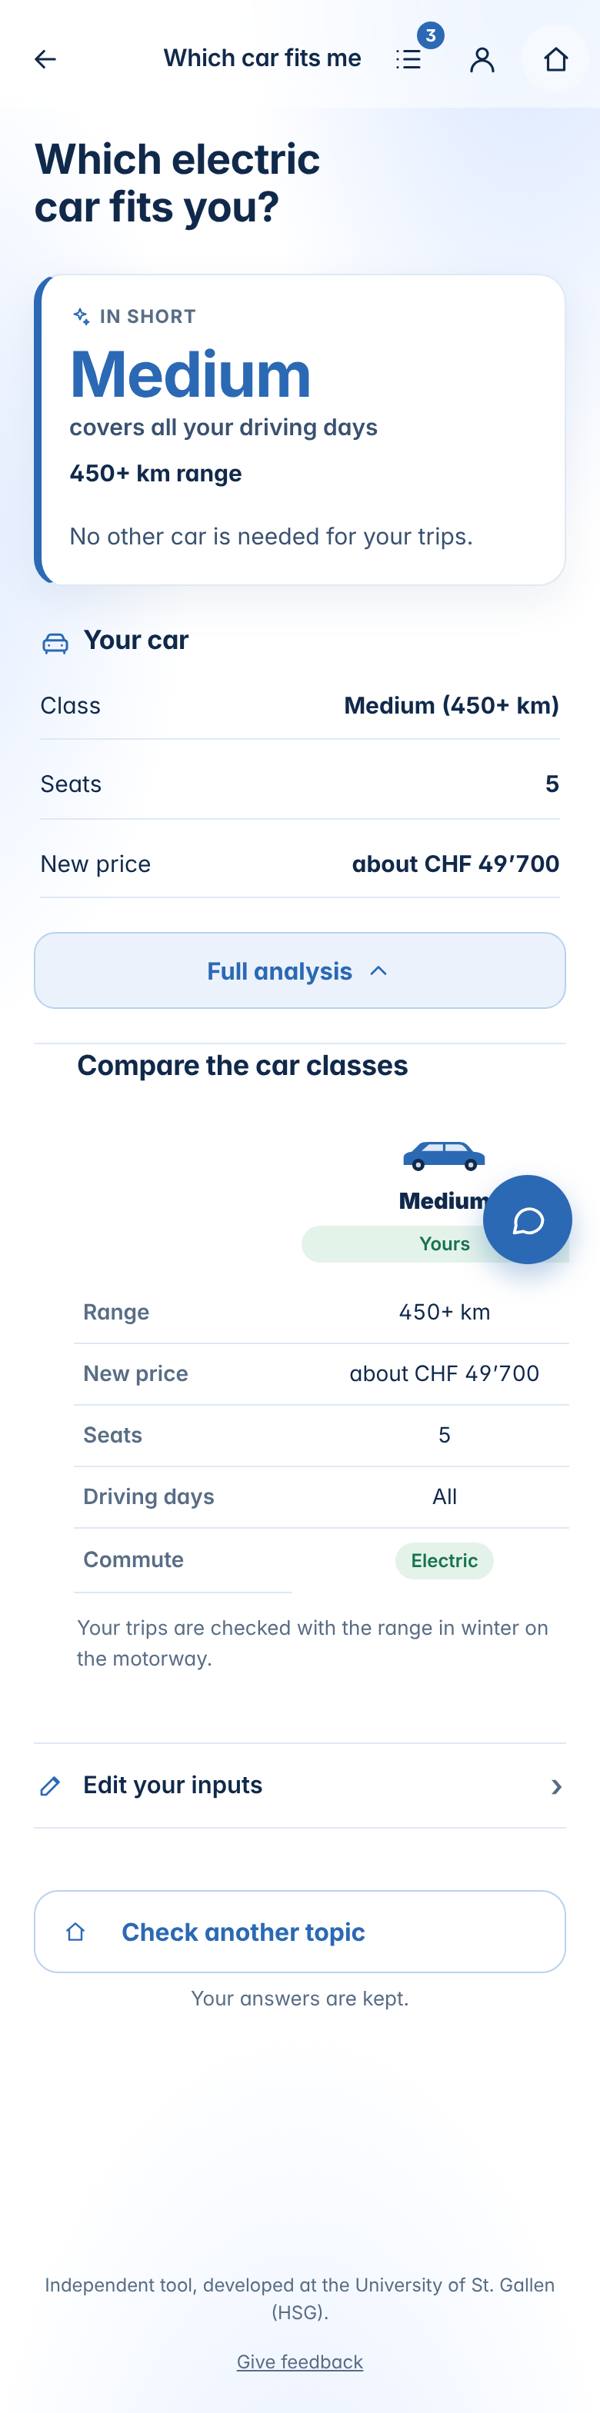 Which car fits me
3
Which electric
car fits you?
IN SHORT
Medium
covers all your driving days
450+ km range
No other car is needed for your trips.
Your car
Class Medium (450+ km)
Seats 5
New price about CHF 49’700
Full analysis
Compare the car classes
Medium
Yours
Range 450+ km
New price about CHF 49’700
Seats 5
Driving days All
Commute Electric
Your trips are checked with the range in winter on
the motorway.
Edit your inputs
Check another topic
Your answers are kept.
Independent tool, developed at the University of St. Gallen
(HSG).
Give feedback